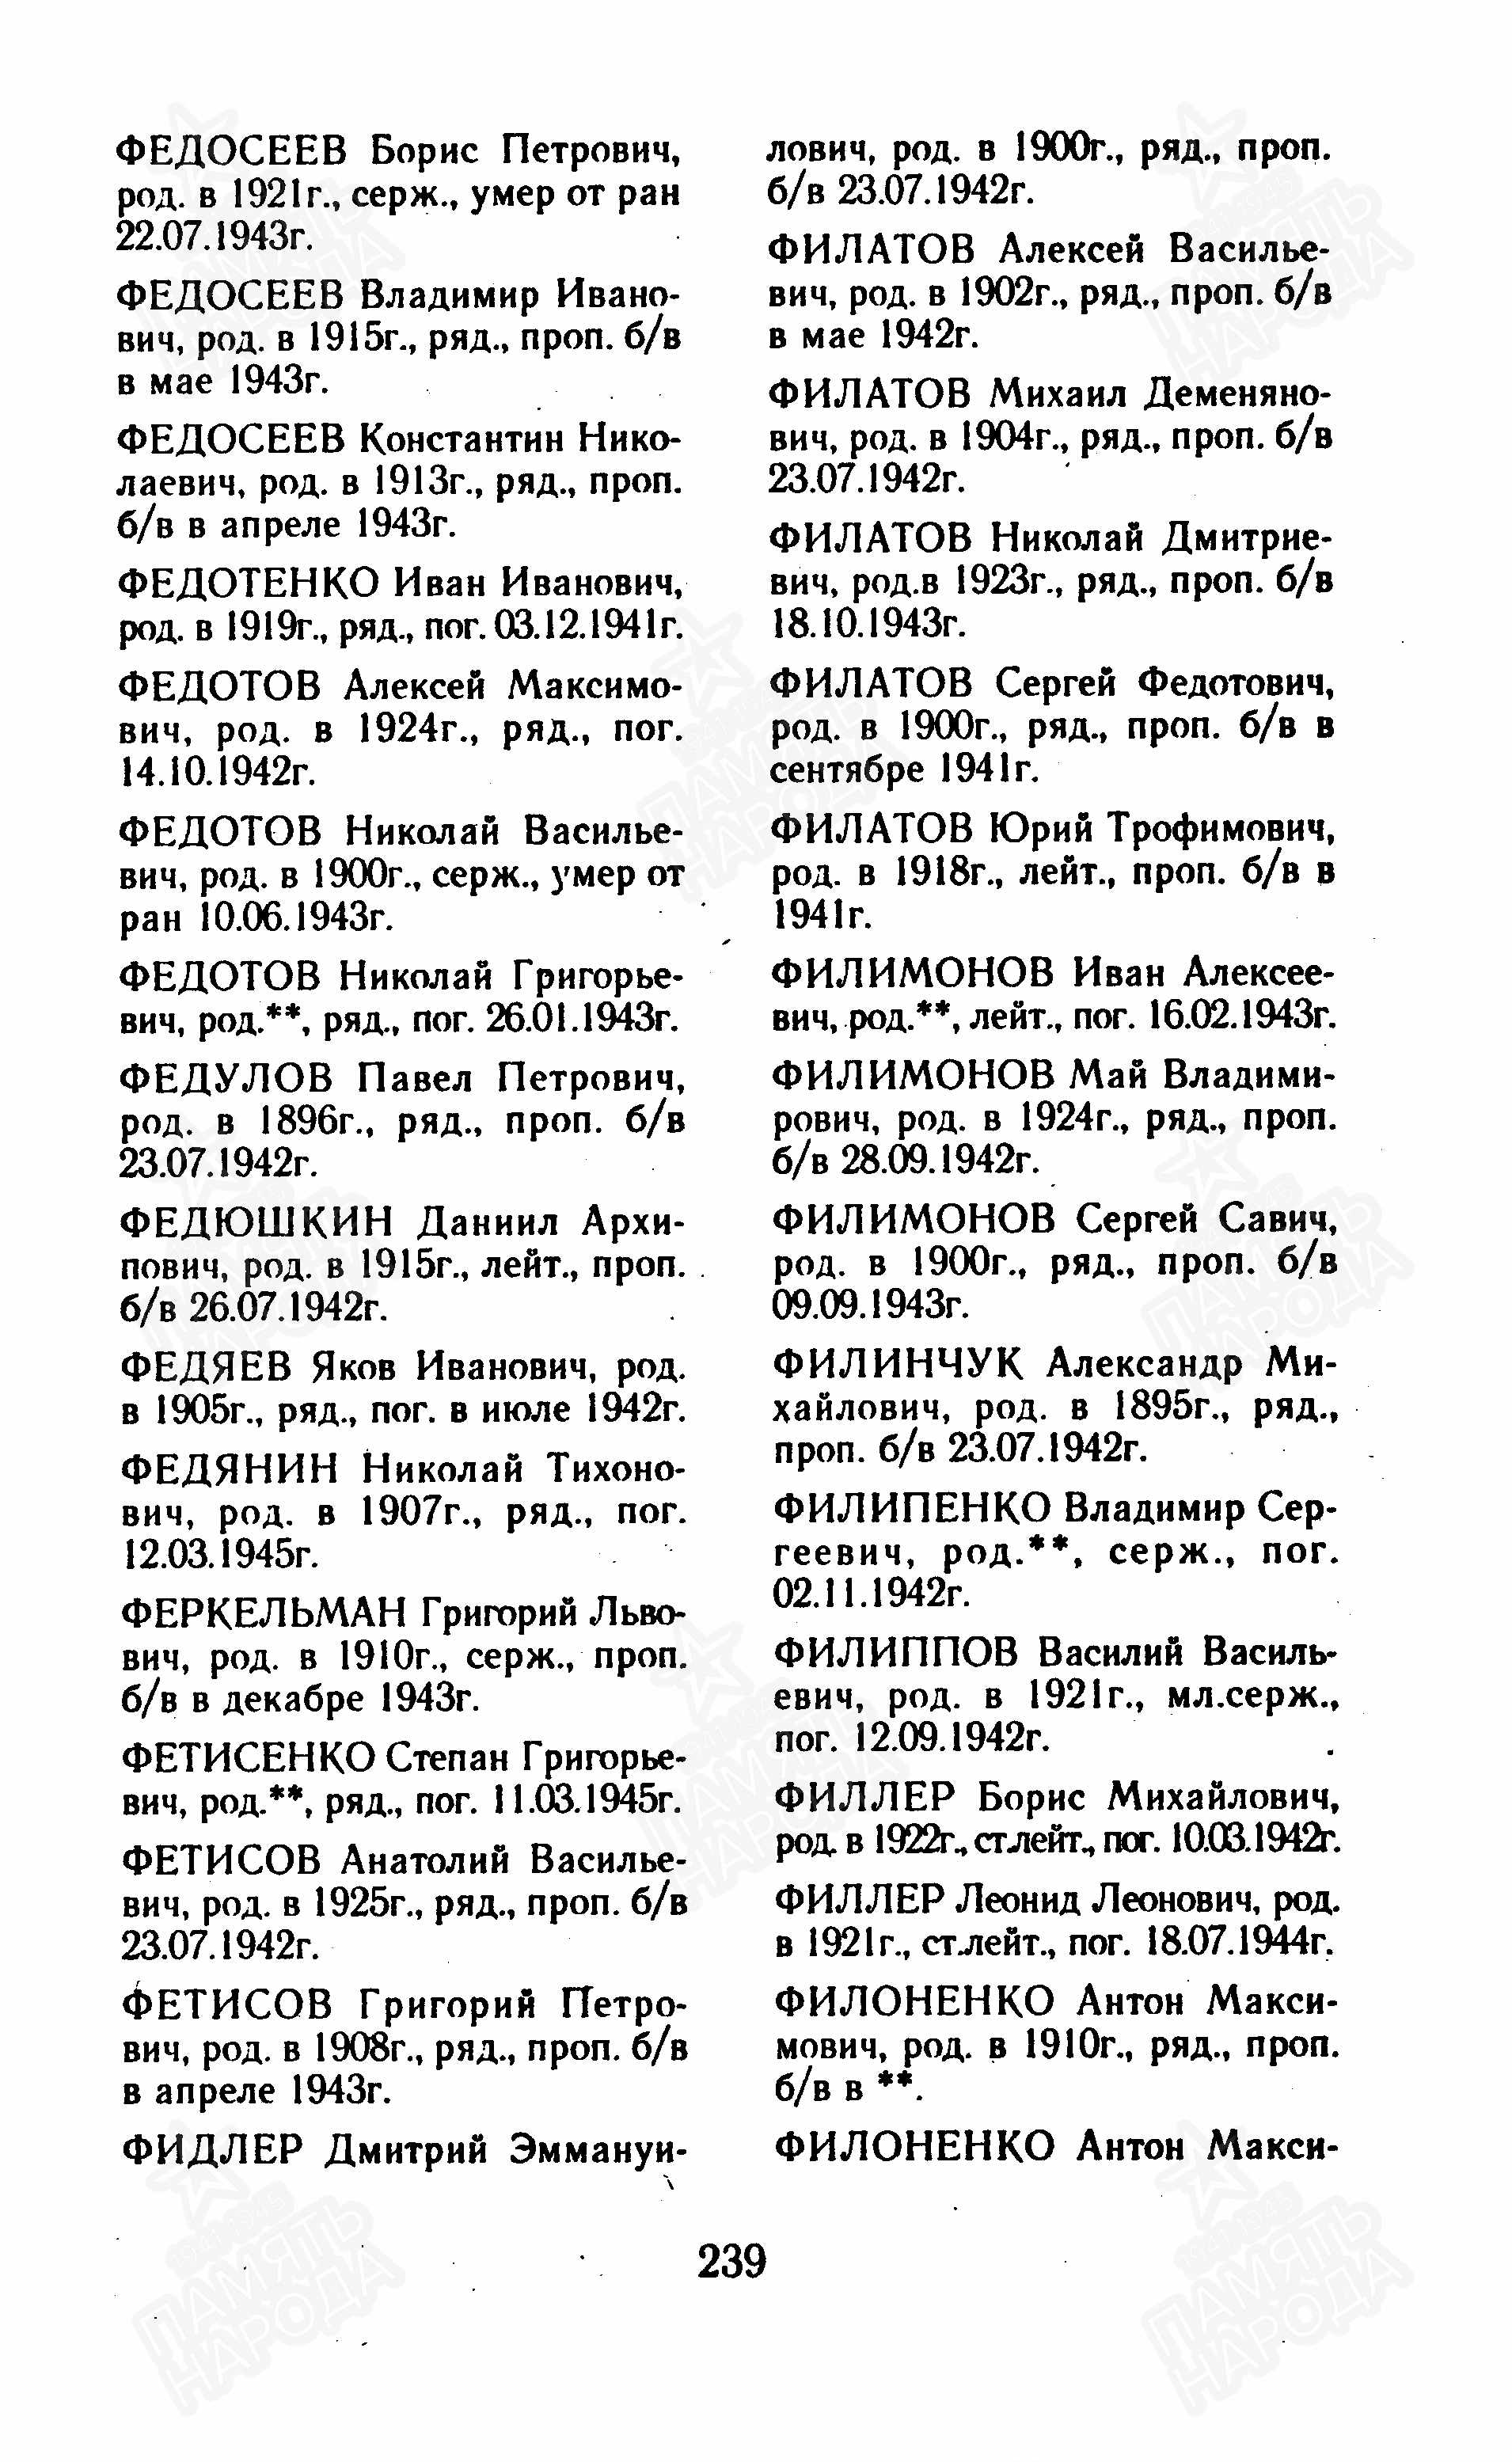 ФЕДОСЕЕВ Борис Петрович,
род. в 1921г., серж., умер от ран
22.07.1943г.
ФЕДОСЕЕВ Владимир Ивано-
вич, род. в 1915г., ряд., проп. б/в
в мае 1943г.
ФЕДОСЕЕВ Константин Нико-
лаевич, род. в 1913г., ряд., проп.
б/в в апреле 1943г.
ФЕДОТЕНКО Иван Иванович,
род. в 1919г., ряд., пог. 03.12.1941г.
ФЕДОТОВ Алексей Максимо-
вич, род. в 1924г., ряд., пог.
14.10.1942г.
ФЕДОТОВ Николай Василье-
вич, род. в 1900г., серж., умер от
ран 10.06.1943г.
ФЕДОТОВ Николай Григорье-
вич, род.**, ряд., пог. 26.01.1943г.
ФЕДУЛОВ Павел Петрович,
род. в 1896г., ряд., проп. б/в
23.07.1942г.
ФЕДЮШКИН Даниил Архи-
пович, род. в 1915г., лейт., проп.
б/в 26.07.1942г.
ФЕДЯЕВ Яков Иванович, род.
в 1905г., ряд., пог. в июле 1942г.
ФЕДЯНИН Николай Тихоно-
вич, род. в 1907г., ряд., пог.
12.03.1945г.
ФЕРКЕЛЬМАН Григорий Льво-
вич, род. в 1910г., серж., проп.
б/в в декабре 1943г.
ФЕТИСЕНКО Степан Григорье-
вич, род.**, ряд., пог. 11.03.1945г.
ФЕТИСОВ Анатолий Василье-
вич, род. в 1925г., ряд., проп. б/в
23.07.1942г.
ФЕТИСОВ Григорий Петро-
вич, род. в 1908г., ряд., проп. б/в
в апреле 1943г.
ФИДЛЕР Дмитрий Эммануи-
лович, род. в 1900г., ряд., проп.
б/в 23.07.1942г.
ФИЛАТОВ Алексей Василье-
вич, род. в 1902г., ряд., проп. б/в
в мае 1942г.
ФИЛАТОВ Михаил Деменяно-
вич, род. в 1904г., ряд., проп. б/в
23.07.1942г.
ФИЛАТОВ Николай Дмитрие-
вич, род.в 1923г., ряд., проп. б/в
18.10.1943г.
ФИЛАТОВ Сергей Федотович,
род. в 1900г., ряд., проп. б/в в
сентябре 1941г.
ФИЛАТОВ Юрий Трофимович,
род. в 1918г., лейт., проп. б/в в
1941г.
ФИЛИМОНОВ Иван Алексее-
вич, род.**, лейт., пог. 16.02.1943г.
ФИЛИМОНОВ Май Владими-
рович, род. в 1924г., ряд., проп.
б/в 28.09.1942г.
ФИЛИМОНОВ Сергей Савич,
род. в 1900г., ряд., проп. б/в
09.09.1943г.
ФИЛИНЧУК Александр Ми-
хайлович, род. в 1895г., ряд.,
проп. б/в 23.07.1942г.
ФИЛИПЕНКО Владимир Сер-
геевич, род.**, серж., пог.
02.11.1942г.
ФИЛИППОВ Василий Василь-
евич, род. в 1921г., мл.серж.,
пог. 12.09.1942г.
ФИЛЛЕР Борис Михайлович,
род. в 1922г., ст.лейт., пог. 10.03.1942г.
ФИЛЛЕР Леонид Леонович, род.
в 1921г., ст.лейт., пог. 18.07.1944г.
ФИЛОНЕНКО Антон Макси-
мович, род. в 1910г., ряд., проп.
б/в в **.
ФИЛОНЕНКО Антон Макси-
239
ПАМЯТЬ
НАРОДА